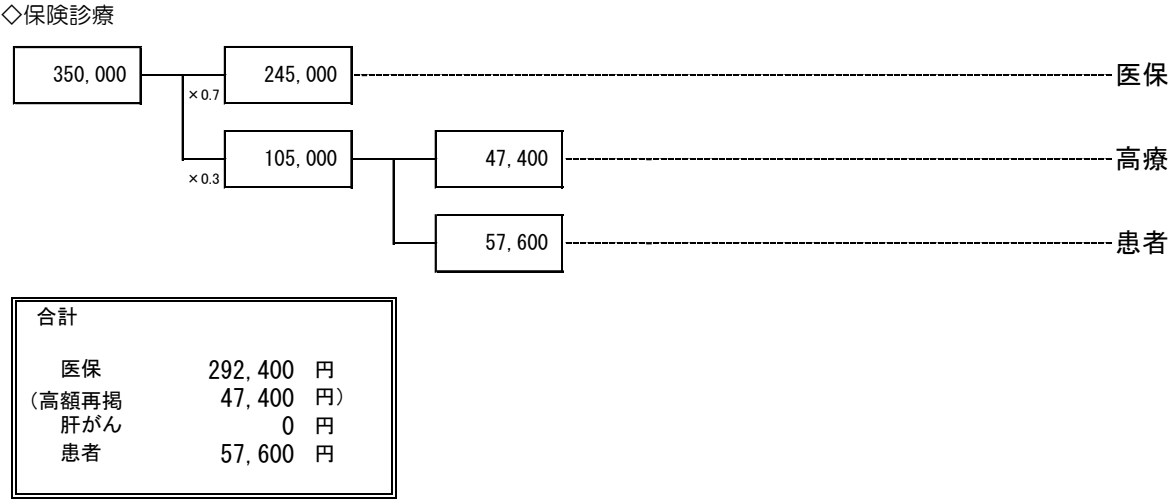 ◇保険診療
350,000 245,000 医保
×0.7
105,000 47,400 高療
×0.3
57,600 患者
合計
医保 292,400 円
(高額再掲 47,400 円)
肝がん 0 円
患者 57,600 円